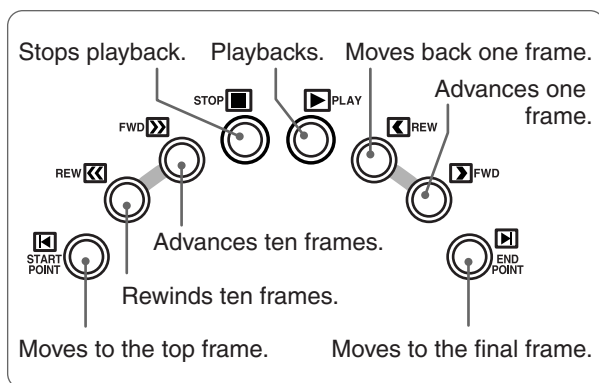 Stops playback. Playbacks. Moves back one frame.
Advances one
frame.
STOP PLAY
FWD REW
REW FWD
Advances ten frames.
START
POINT
END
POINT
Rewinds ten frames.
Moves to the top frame. Moves to the final frame.